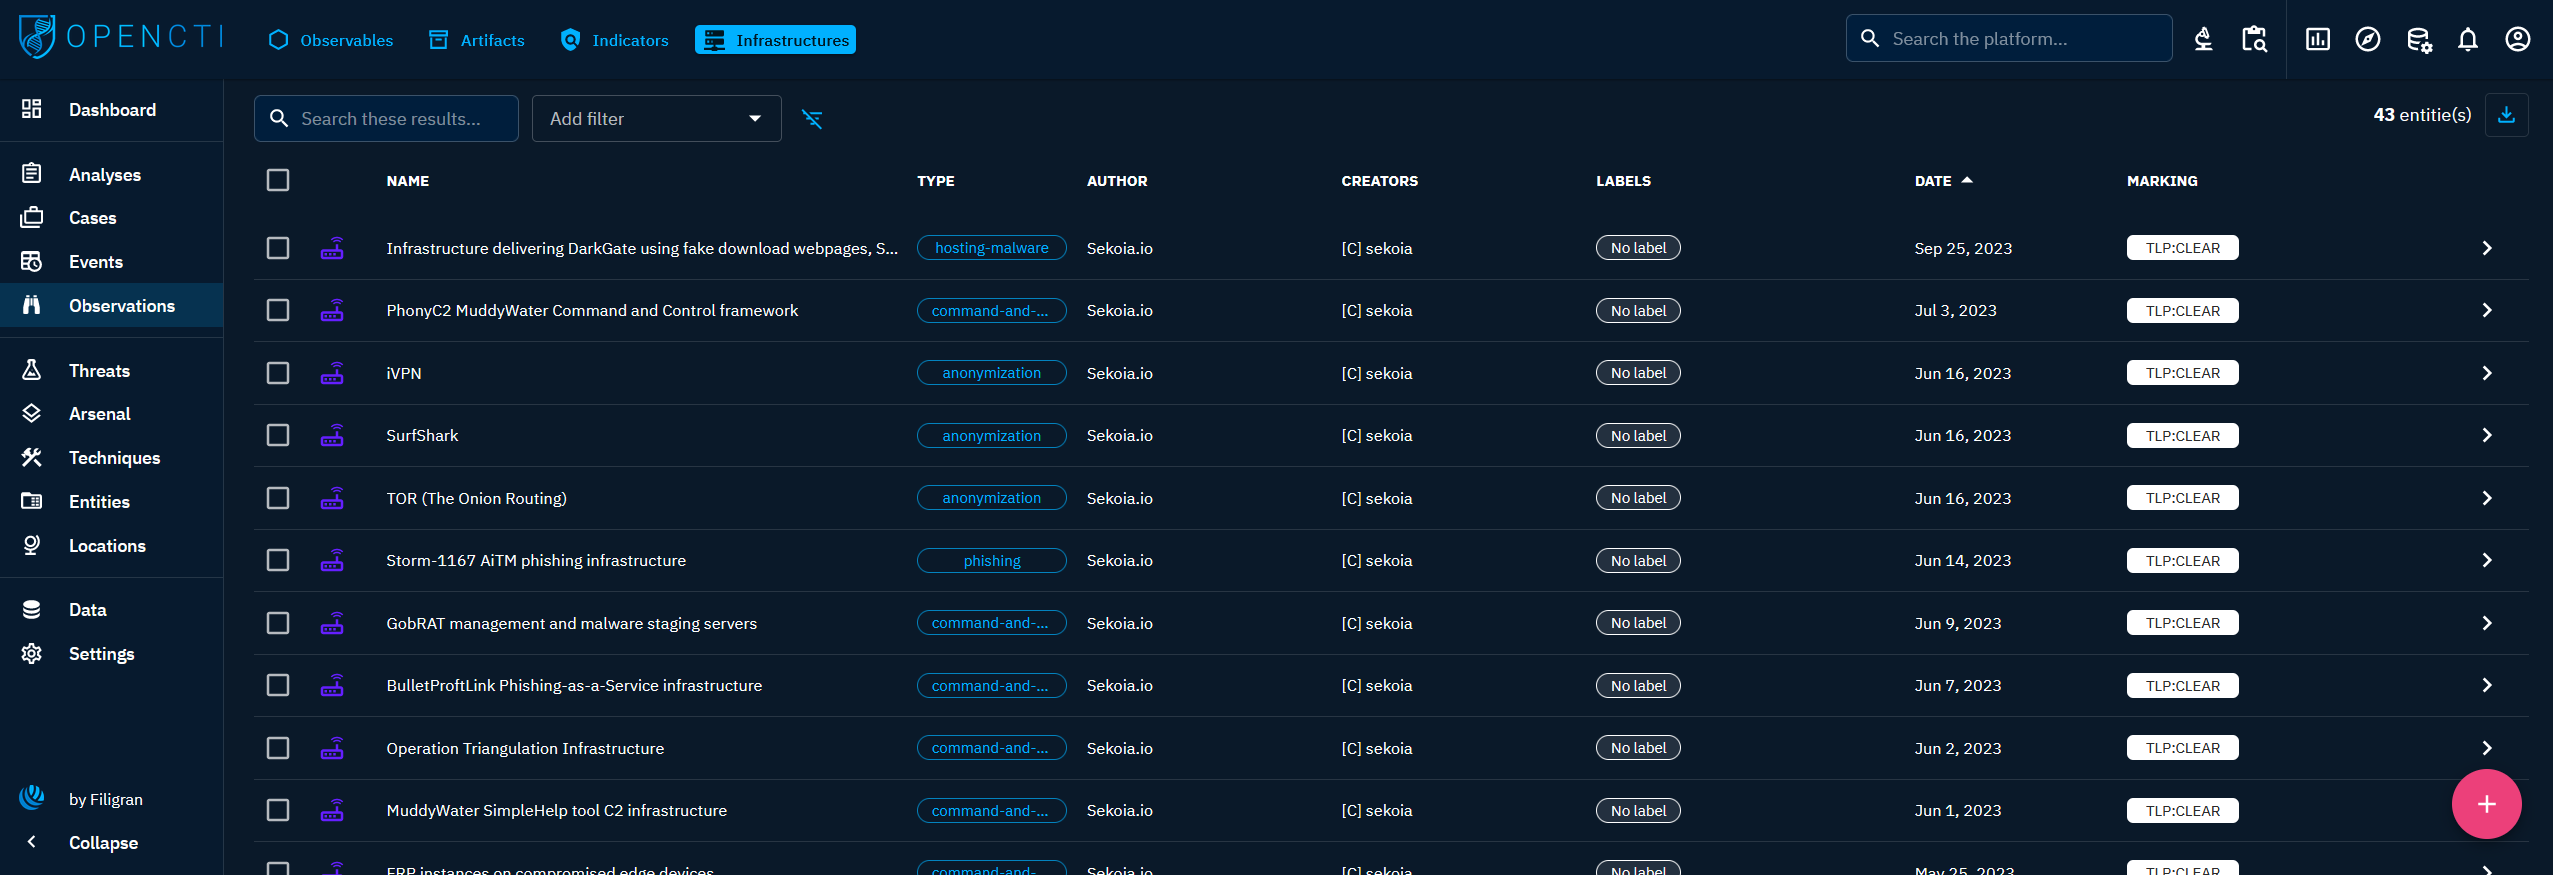 OPENCTI
Observables
Artifacts
Indicators
Infrastructures
Search the platform...
Dashboard
Analyses
Cases
Events
Observations
Threats
Arsenal
Techniques
Entities
Locations
Data
Settings
by Filigran
Collapse
Search these results...
Add filter
43 entitie(s)
NAME TYPE AUTHOR CREATORS LABELS DATE MARKING
Infrastructure delivering DarkGate using fake download webpages, S... hosting-malware Sekoia.io [C] sekoia No label Sep 25, 2023 TLP:CLEAR
PhonyC2 MuddyWater Command and Control framework command-and-... Sekoia.io [C] sekoia No label Jul 3, 2023 TLP:CLEAR
iVPN anonymization Sekoia.io [C] sekoia No label Jun 16, 2023 TLP:CLEAR
SurfShark anonymization Sekoia.io [C] sekoia No label Jun 16, 2023 TLP:CLEAR
TOR (The Onion Routing) anonymization Sekoia.io [C] sekoia No label Jun 16, 2023 TLP:CLEAR
Storm-1167 AiTM phishing infrastructure phishing Sekoia.io [C] sekoia No label Jun 14, 2023 TLP:CLEAR
GobRAT management and malware staging servers command-and-... Sekoia.io [C] sekoia No label Jun 9, 2023 TLP:CLEAR
BulletProftLink Phishing-as-a-Service infrastructure command-and-... Sekoia.io [C] sekoia No label Jun 7, 2023 TLP:CLEAR
Operation Triangulation Infrastructure command-and-... Sekoia.io [C] sekoia No label Jun 2, 2023 TLP:CLEAR
MuddyWater SimpleHelp tool C2 infrastructure command-and-... Sekoia.io [C] sekoia No label Jun 1, 2023 TLP:CLEAR
instances on compromised edge devices command-and-... Sekoia.io [C] sekoia No label May 25, 2023 TLP:CLEAR